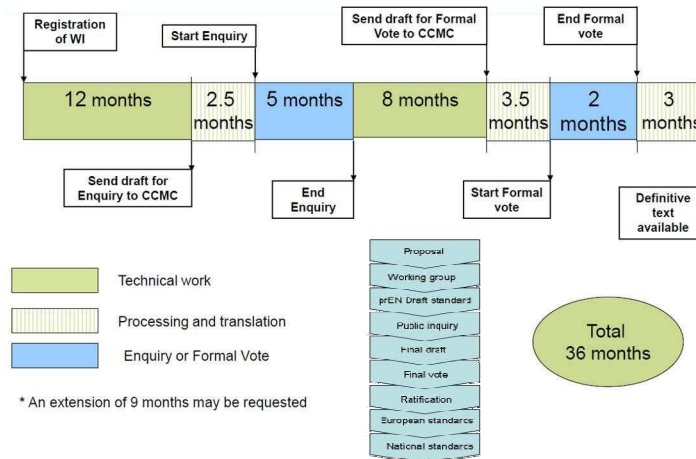 Registration
of WI
Start Enquiry
Send draft for Formal
Vote to CCMC
End Formal
vote
12 months
2.5
months
5 months
8 months
3.5
months
2
months
3
months
Send draft for
Enquiry to CCMC
End
Enquiry
Start Formal
vote
Definitive
text
available
Technical work
Processing and translation
Enquiry or Formal Vote
* An extension of 9 months may be requested
Proposal
Working group
prEN Draft standard
Public inquiry
Final draft
Final vote
Ratification
European standards
National standards
Total
36 months